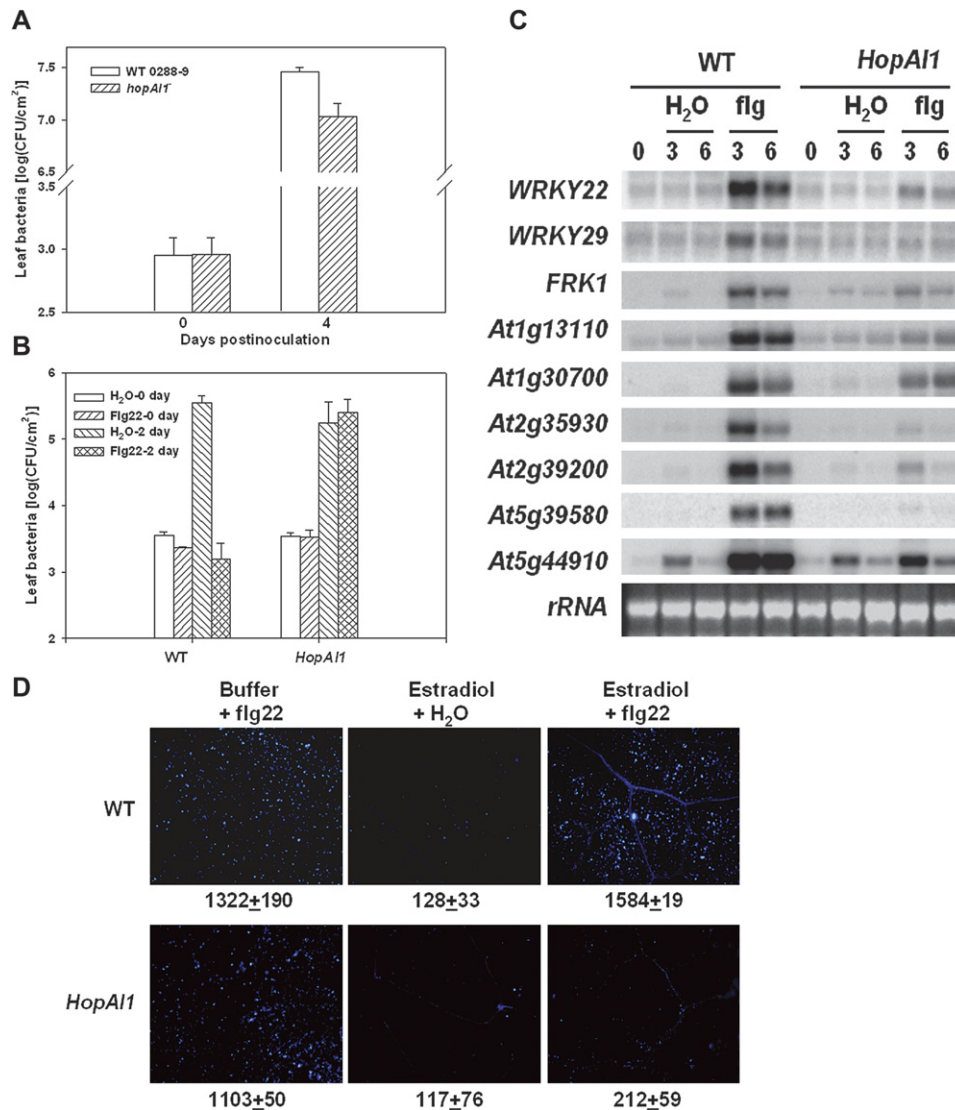 A
WT 0288-9
hopAI1⁻
Leaf bacteria [log(CFU/cm²)]
7.5
7.0
6.5
3.5
3.0
2.5
0
4
Days postinoculation
B
H₂O-0 day
Flg22-0 day
H₂O-2 day
Flg22-2 day
Leaf bacteria [log(CFU/cm²)]
6
5
4
3
2
WT
HopAI1
C
WT HopAI1
H₂O flg H₂O flg
0 3 6 3 6 0 3 6 3 6
WRKY22
WRKY29
FRK1
At1g13110
At1g30700
At2g35930
At2g39200
At5g39580
At5g44910
rRNA
D
Buffer + flg22
Estradiol + H₂O
Estradiol + flg22
WT
1322±190
128±33
1584±19
HopAI1
1103±50
117±76
212±59